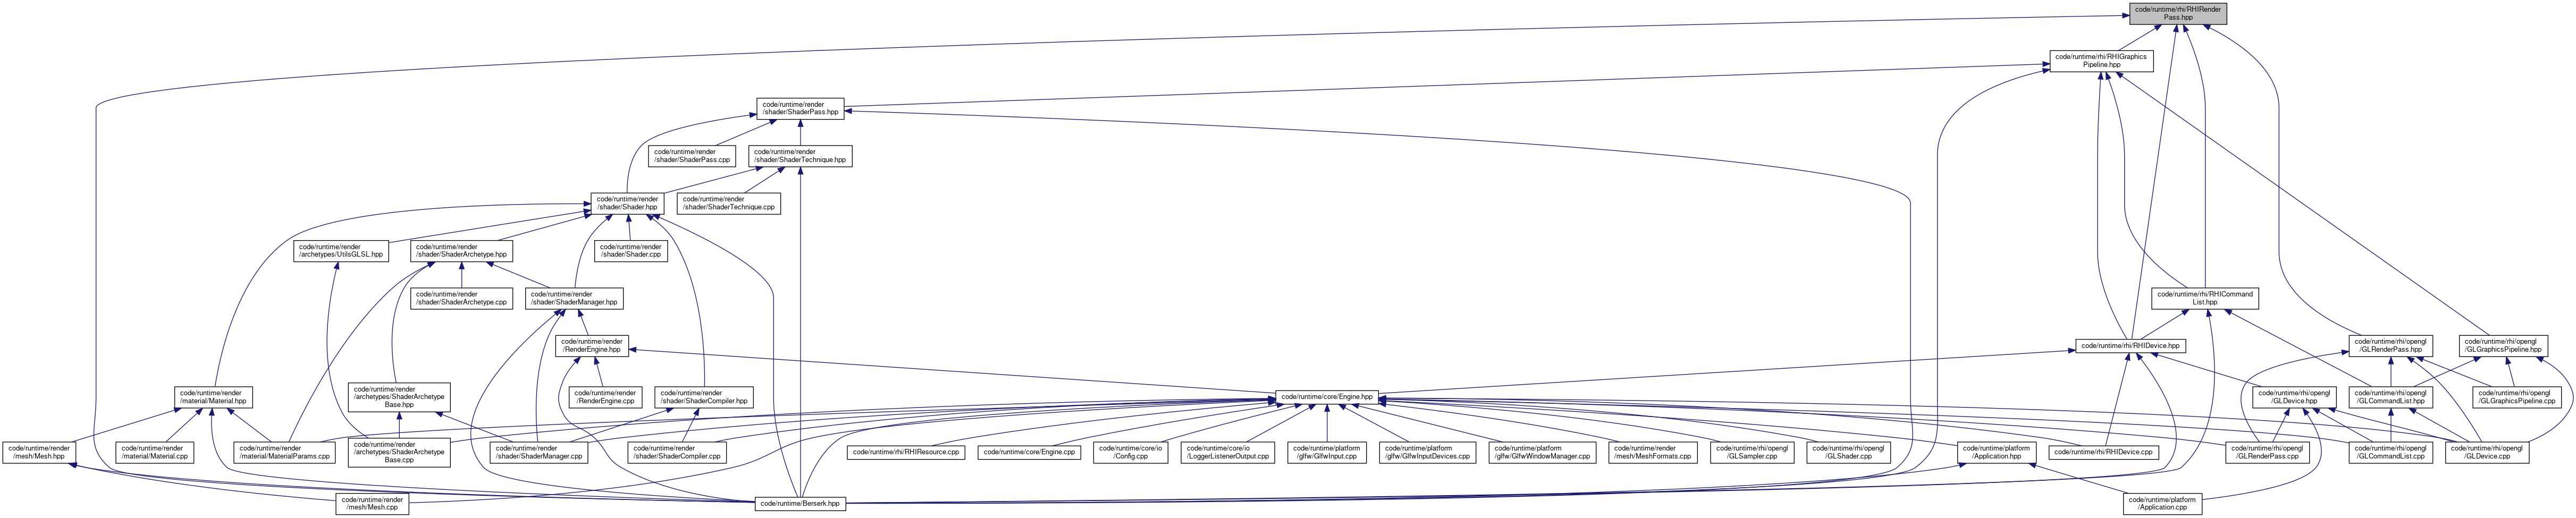 code/runtime/rhi/RHIRender
Pass.hpp
code/runtime/rhi/RHIGraphics
Pipeline.hpp
code/runtime/render
/shader/ShaderPass.hpp
code/runtime/render
/shader/ShaderPass.cpp
code/runtime/render
/shader/ShaderTechnique.hpp
code/runtime/render
/shader/Shader.hpp
code/runtime/render
/shader/ShaderTechnique.cpp
code/runtime/render
/archetypes/UtilsGLSL.hpp
code/runtime/render
/shader/ShaderArchetype.hpp
code/runtime/render
/shader/Shader.cpp
code/runtime/render
/shader/ShaderArchetype.cpp
code/runtime/render
/shader/ShaderManager.hpp
code/runtime/rhi/RHICommand
List.hpp
code/runtime/render
/RenderEngine.hpp
code/runtime/rhi/RHIDevice.hpp
code/runtime/rhi/opengl
/GLRenderPass.hpp
code/runtime/rhi/opengl
/GLGraphicsPipeline.hpp
code/runtime/render
/material/Material.hpp
code/runtime/render
/archetypes/ShaderArchetype
Base.hpp
code/runtime/render
/RenderEngine.cpp
code/runtime/render
/shader/ShaderCompiler.hpp
code/runtime/core/Engine.hpp
code/runtime/rhi/opengl
/GLDevice.hpp
code/runtime/rhi/opengl
/GLCommandList.hpp
code/runtime/rhi/opengl
/GLGraphicsPipeline.cpp
code/runtime/render
/mesh/Mesh.hpp
code/runtime/render
/material/Material.cpp
code/runtime/render
/material/MaterialParams.cpp
code/runtime/render
/archetypes/ShaderArchetype
Base.cpp
code/runtime/render
/shader/ShaderManager.cpp
code/runtime/render
/shader/ShaderCompiler.cpp
code/runtime/rhi/RHIResource.cpp
code/runtime/core/Engine.cpp
code/runtime/core/io
/Config.cpp
code/runtime/core/io
/LoggerListenerOutput.cpp
code/runtime/platform
/glfw/GlfwInput.cpp
code/runtime/platform
/glfw/GlfwInputDevices.cpp
code/runtime/platform
/glfw/GlfwWindowManager.cpp
code/runtime/render
/mesh/MeshFormats.cpp
code/runtime/rhi/opengl
/GLSampler.cpp
code/runtime/rhi/opengl
/GLShader.cpp
code/runtime/platform
/Application.hpp
code/runtime/rhi/RHIDevice.cpp
code/runtime/rhi/opengl
/GLRenderPass.cpp
code/runtime/rhi/opengl
/GLCommandList.cpp
code/runtime/rhi/opengl
/GLDevice.cpp
code/runtime/render
/mesh/Mesh.cpp
code/runtime/Berserk.hpp
code/runtime/platform
/Application.cpp